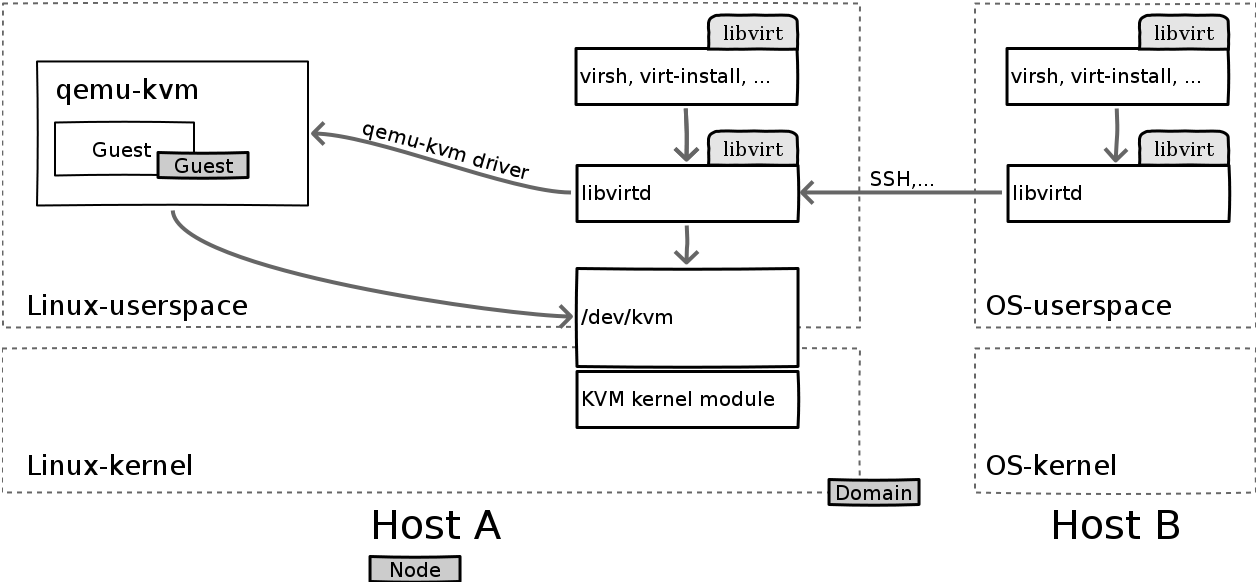 libvirt
libvirt
virsh, virt-install, ...
virsh, virt-install, ...
qemu-kvm
Guest
Guest
qemu-kvm driver
libvirt
libvirt
libvirtd
SSH,...
libvirtd
Linux-userspace
/dev/kvm
OS-userspace
KVM kernel module
Linux-kernel
OS-kernel
Domain
Host A
Host B
Node